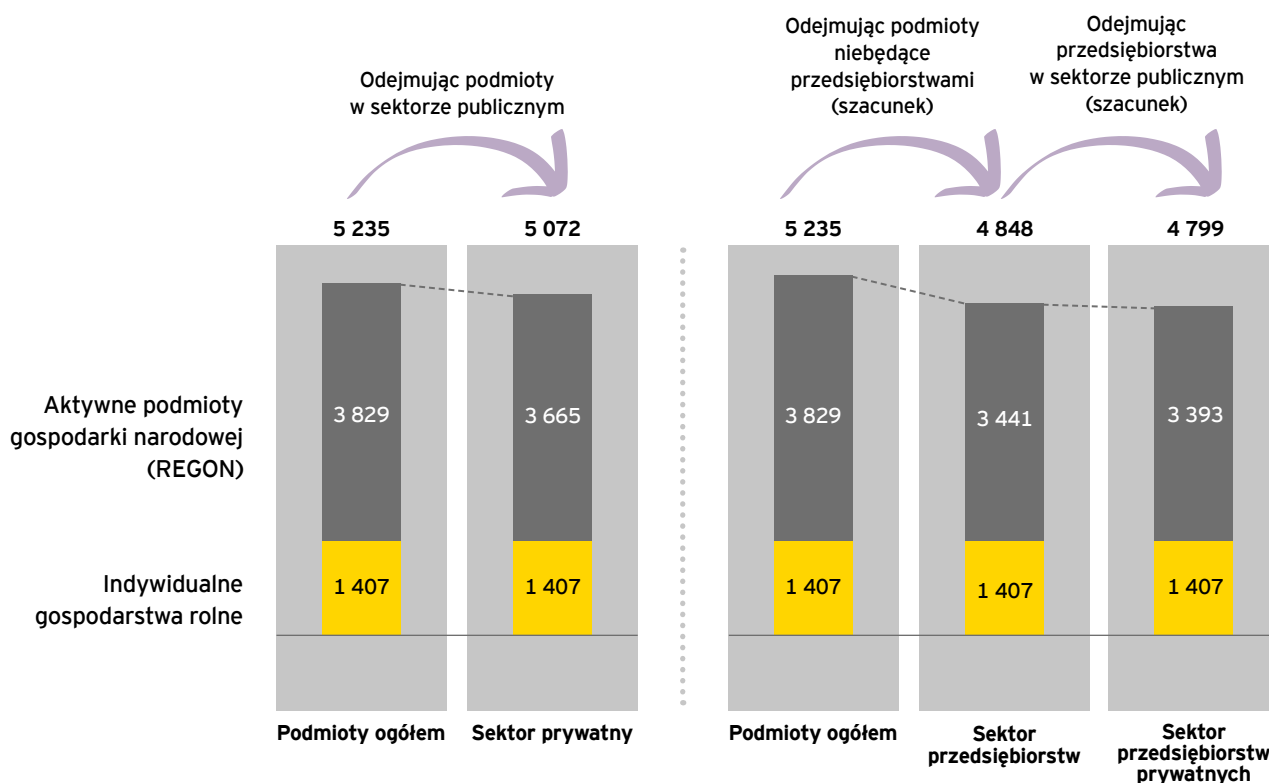 Odejmując podmioty
w sektorze publicznym
Odejmując podmioty
niebędące
przedsiębiorstwami
(szacunek)
Odejmując
przedsiębiorstwa
w sektorze publicznym
(szacunek)
5 235
5 072
5 235
4 848
4 799
Aktywne podmioty
gospodarki narodowej
(REGON)
3 829
3 665
3 829
3 441
3 393
Indywidualne
gospodarstwa rolne
1 407
1 407
1 407
1 407
1 407
Podmioty ogółem
Sektor prywatny
Podmioty ogółem
Sektor
przedsiębiorstw
Sektor
przedsiębiorstw
prywatnych